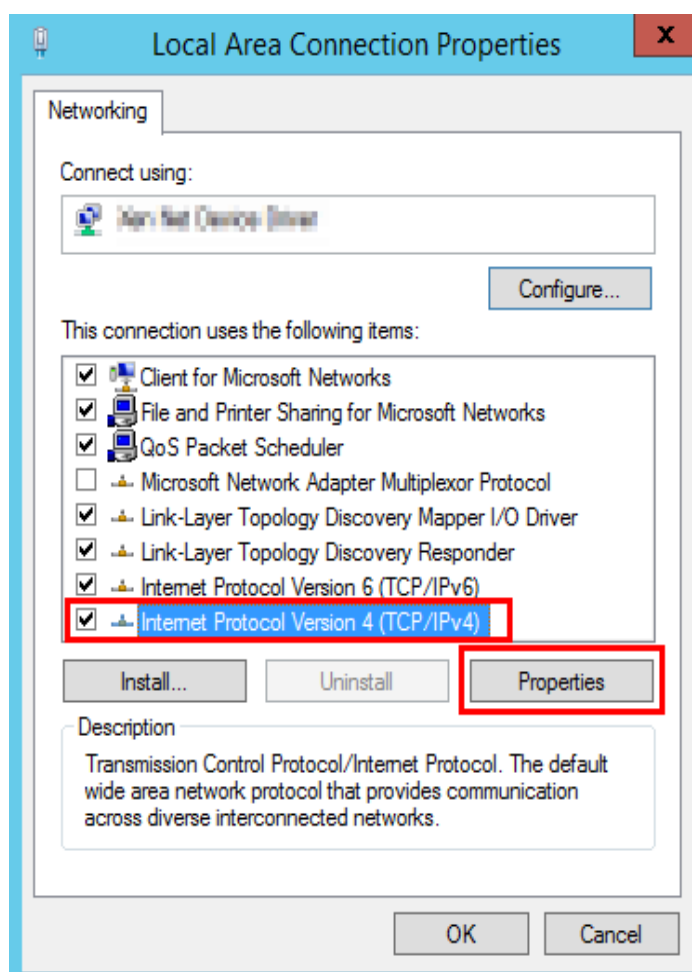 Local Area Connection Properties
x
Networking
Connect using:
Configure...
This connection uses the following items:
Client for Microsoft Networks
File and Printer Sharing for Microsoft Networks
QoS Packet Scheduler
Microsoft Network Adapter Multiplexor Protocol
Link-Layer Topology Discovery Mapper I/O Driver
Link-Layer Topology Discovery Responder
Internet Protocol Version 6 (TCP/IPv6)
Internet Protocol Version 4 (TCP/IPv4)
Install... Uninstall Properties
Description
Transmission Control Protocol/Internet Protocol. The default
wide area network protocol that provides communication
across diverse interconnected networks.
OK Cancel